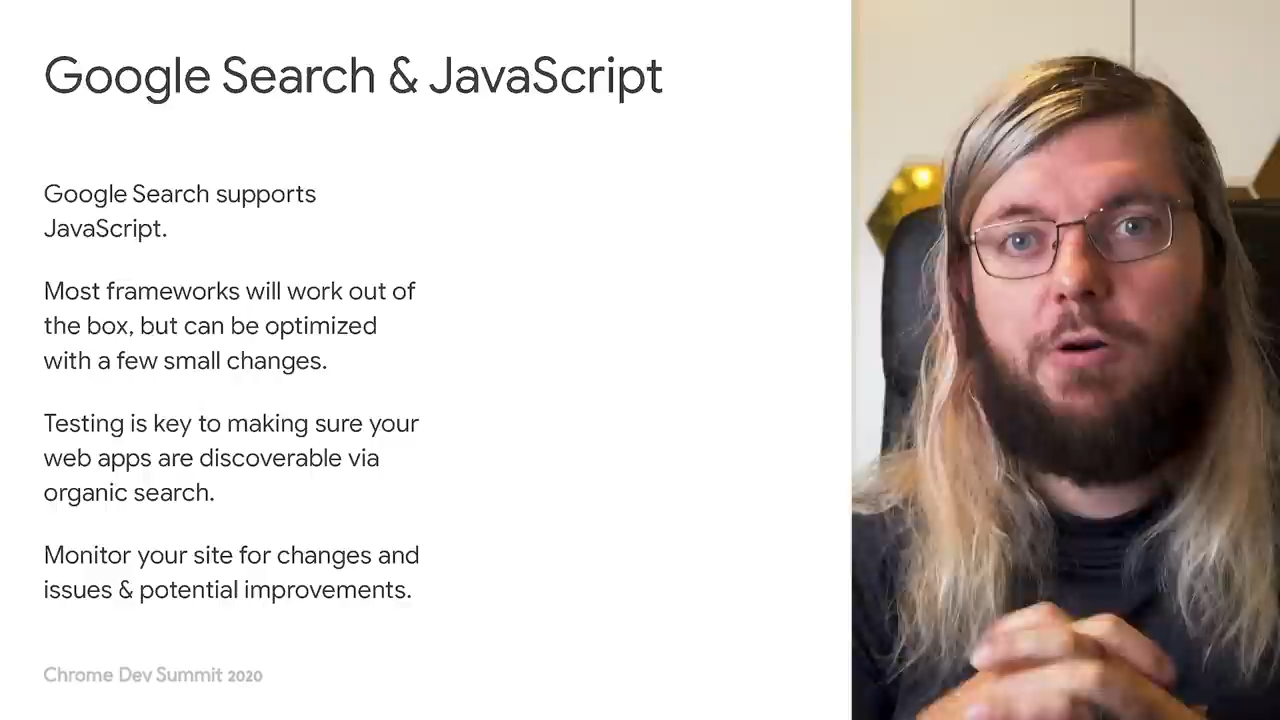 Google Search & JavaScript
Google Search supports
JavaScript.
Most frameworks will work out of
the box, but can be optimized
with a few small changes.
Testing is key to making sure your
web apps are discoverable via
organic search.
Monitor your site for changes and
issues & potential improvements.
Chrome Dev Summit 2020